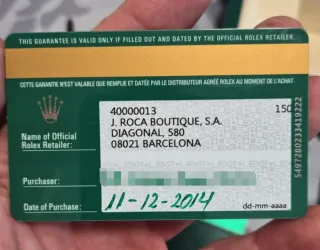 THIS GUARANTEE IS VALID ONLY IF FILLED OUT AND DATED BY THE OFFICIAL ROLEX RETAILER.
CETTE GARANTIE N'EST VALABLE QUE REMPLIE ET DATÉE PAR LE DISTRIBUTEUR AGRÉÉ ROLEX AU MOMENT DE L'ACHAT.
40000013 150
J. ROCA BOUTIQUE, S.A.
Name of Official DIAGONAL, 580
Rolex Retailer: 08021 BARCELONA
Purchaser:
Date of Purchase: 11-12-2014 dd-mm-aaaa
5497280233419222